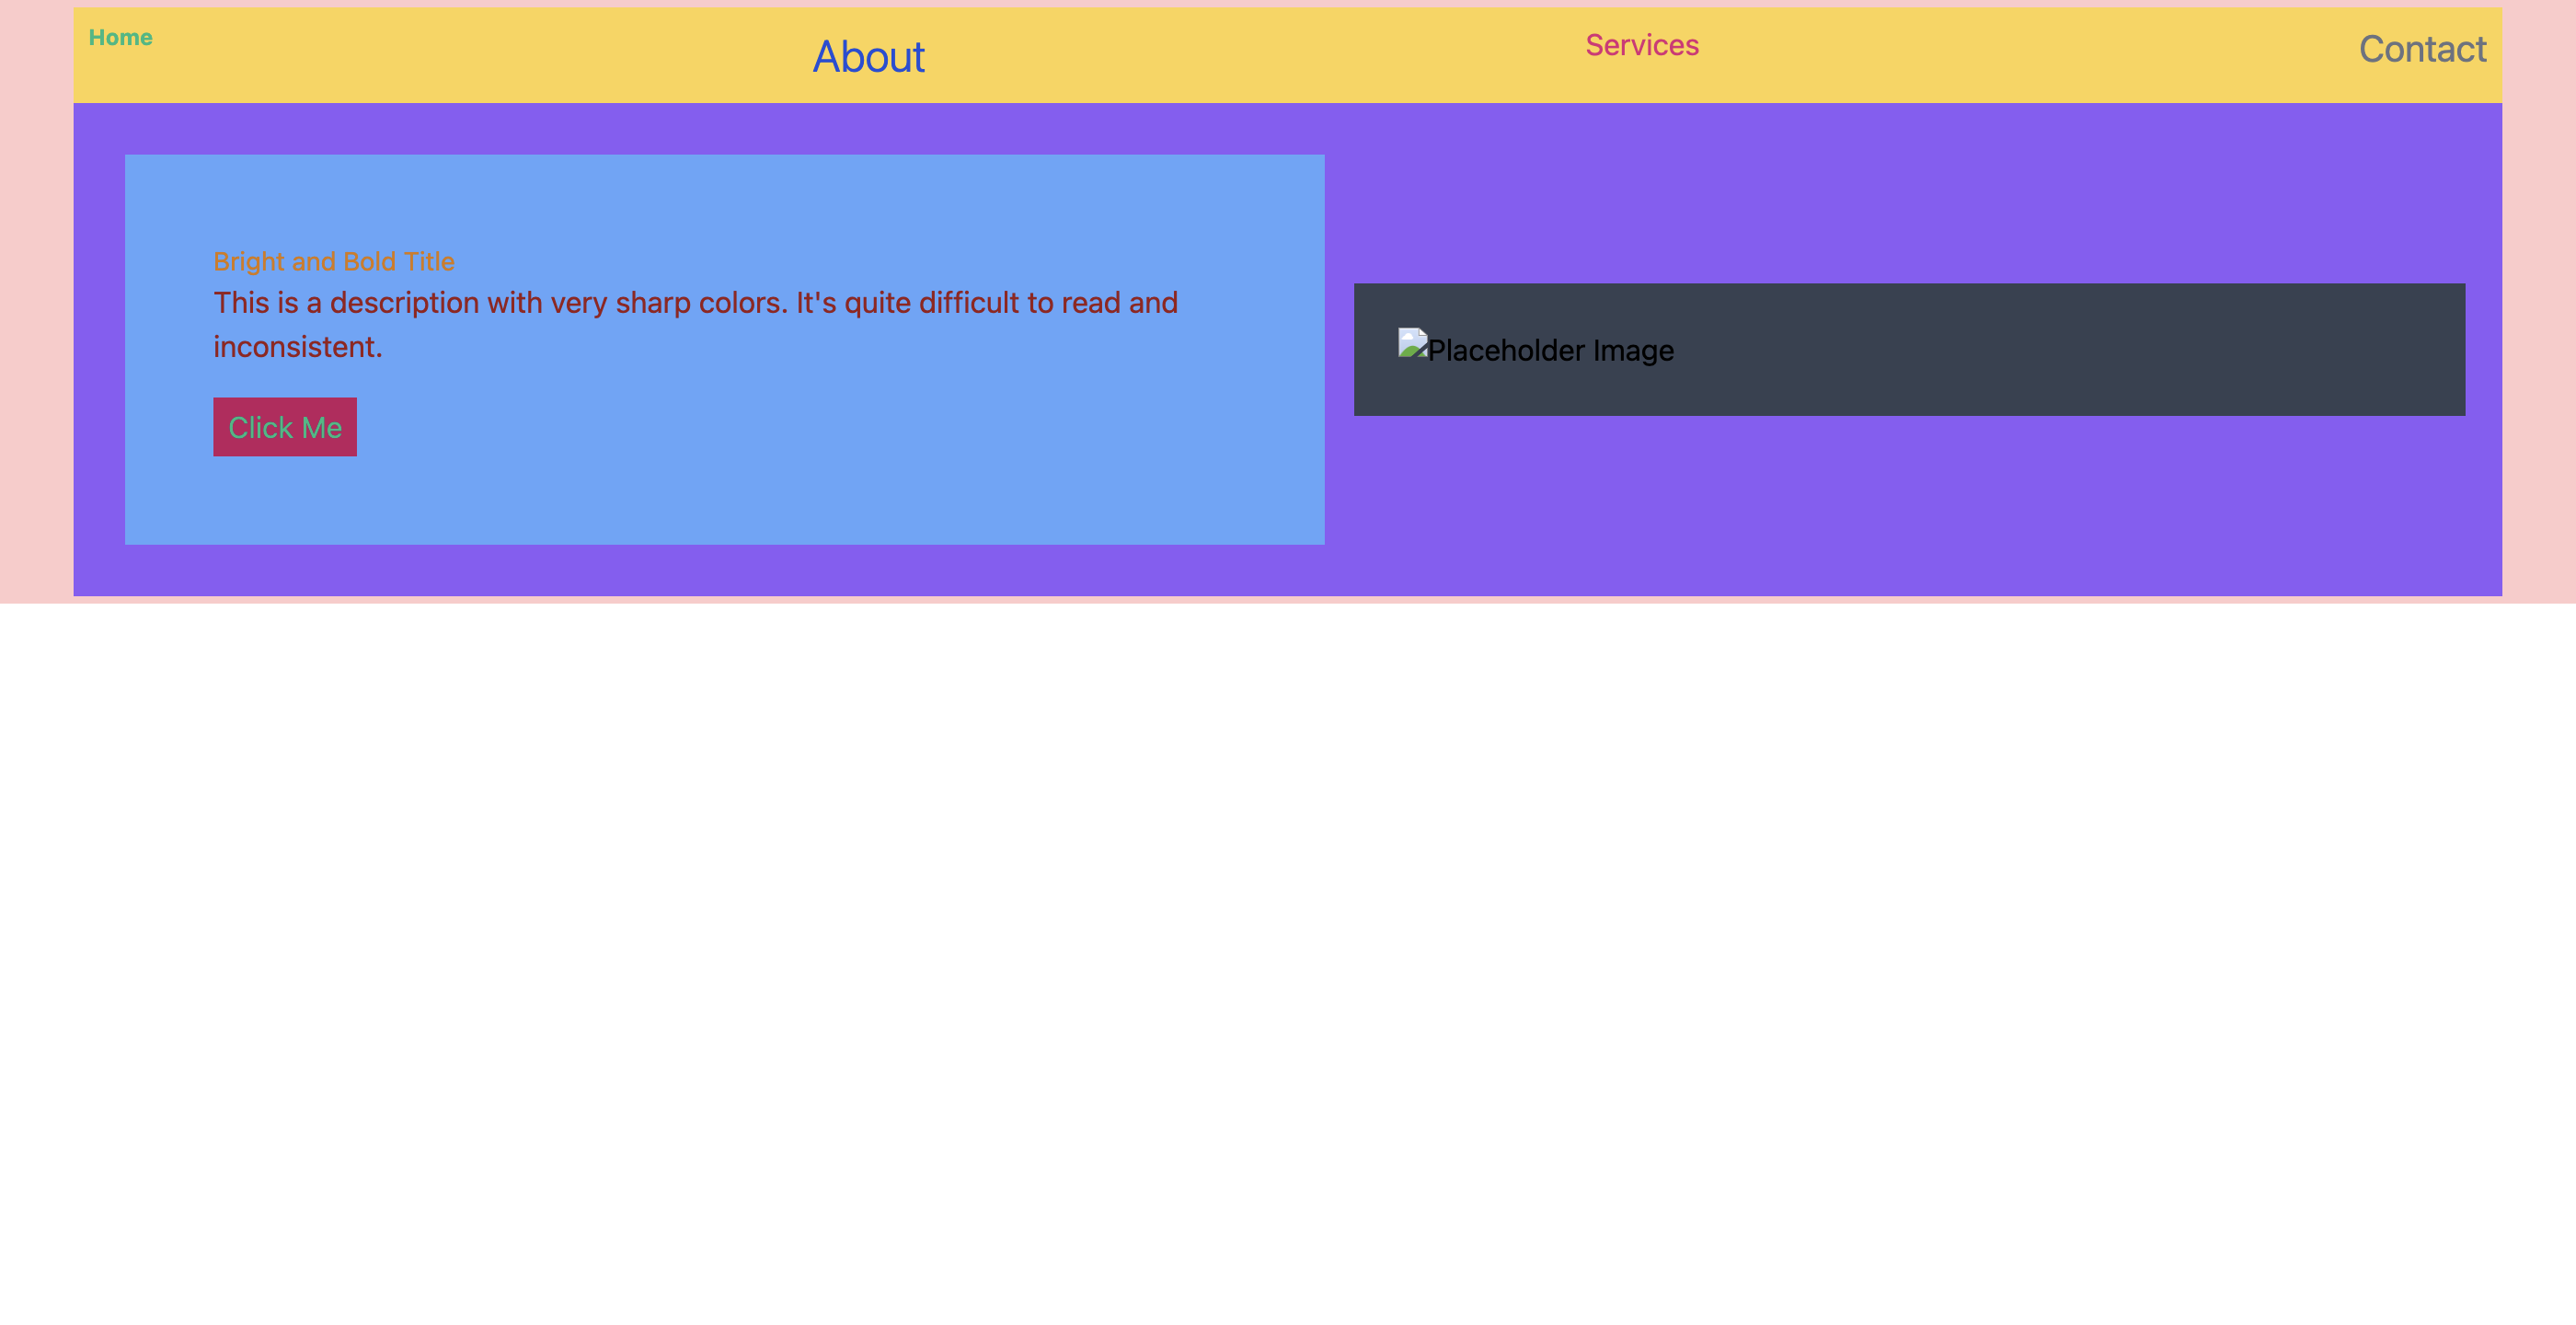 Home
About
Services
Contact
Bright and Bold Title
This is a description with very sharp colors. It's quite difficult to read and
inconsistent.
Click Me
Placeholder Image